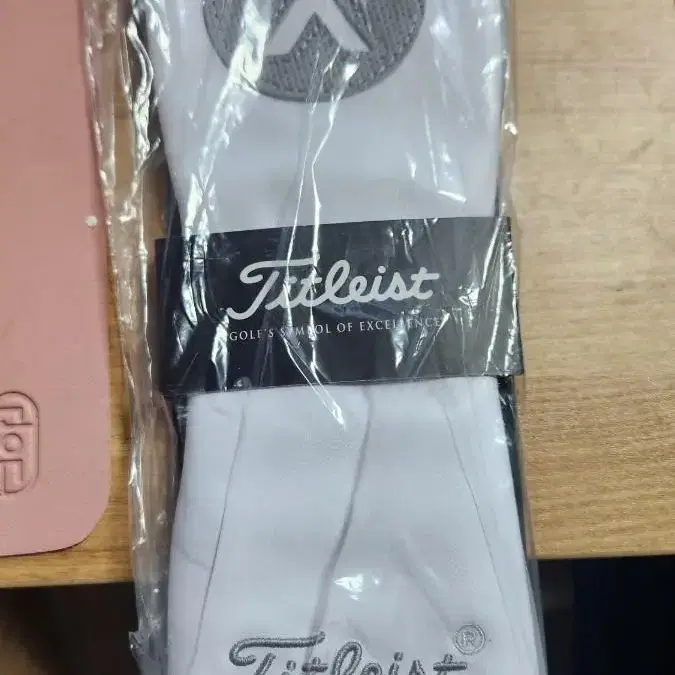 Titleist
GOLF'S SYMBOL OF EXCELLENCE
Titleist®